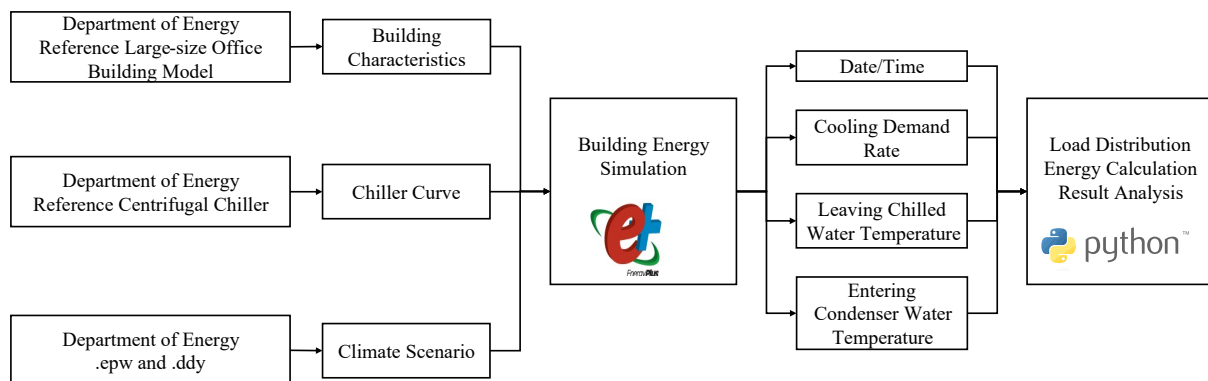 Department of Energy
Reference Large-size Office
Building Model
Building
Characteristics
Department of Energy
Reference Centrifugal Chiller
Chiller Curve
Department of Energy
.epw and .ddy
Climate Scenario
Building Energy
Simulation
e+
EnergyPlus
Date/Time
Cooling Demand
Rate
Leaving Chilled
Water Temperature
Entering
Condenser Water
Temperature
Load Distribution
Energy Calculation
Result Analysis
python™